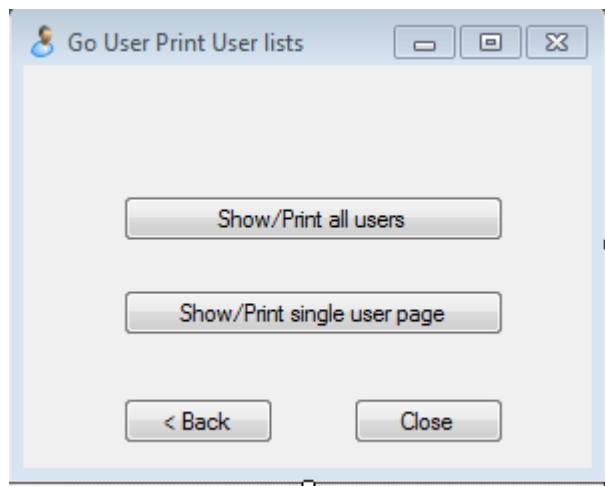 Go User Print User lists
Show/Print all users
Show/Print single user page
< Back
Close